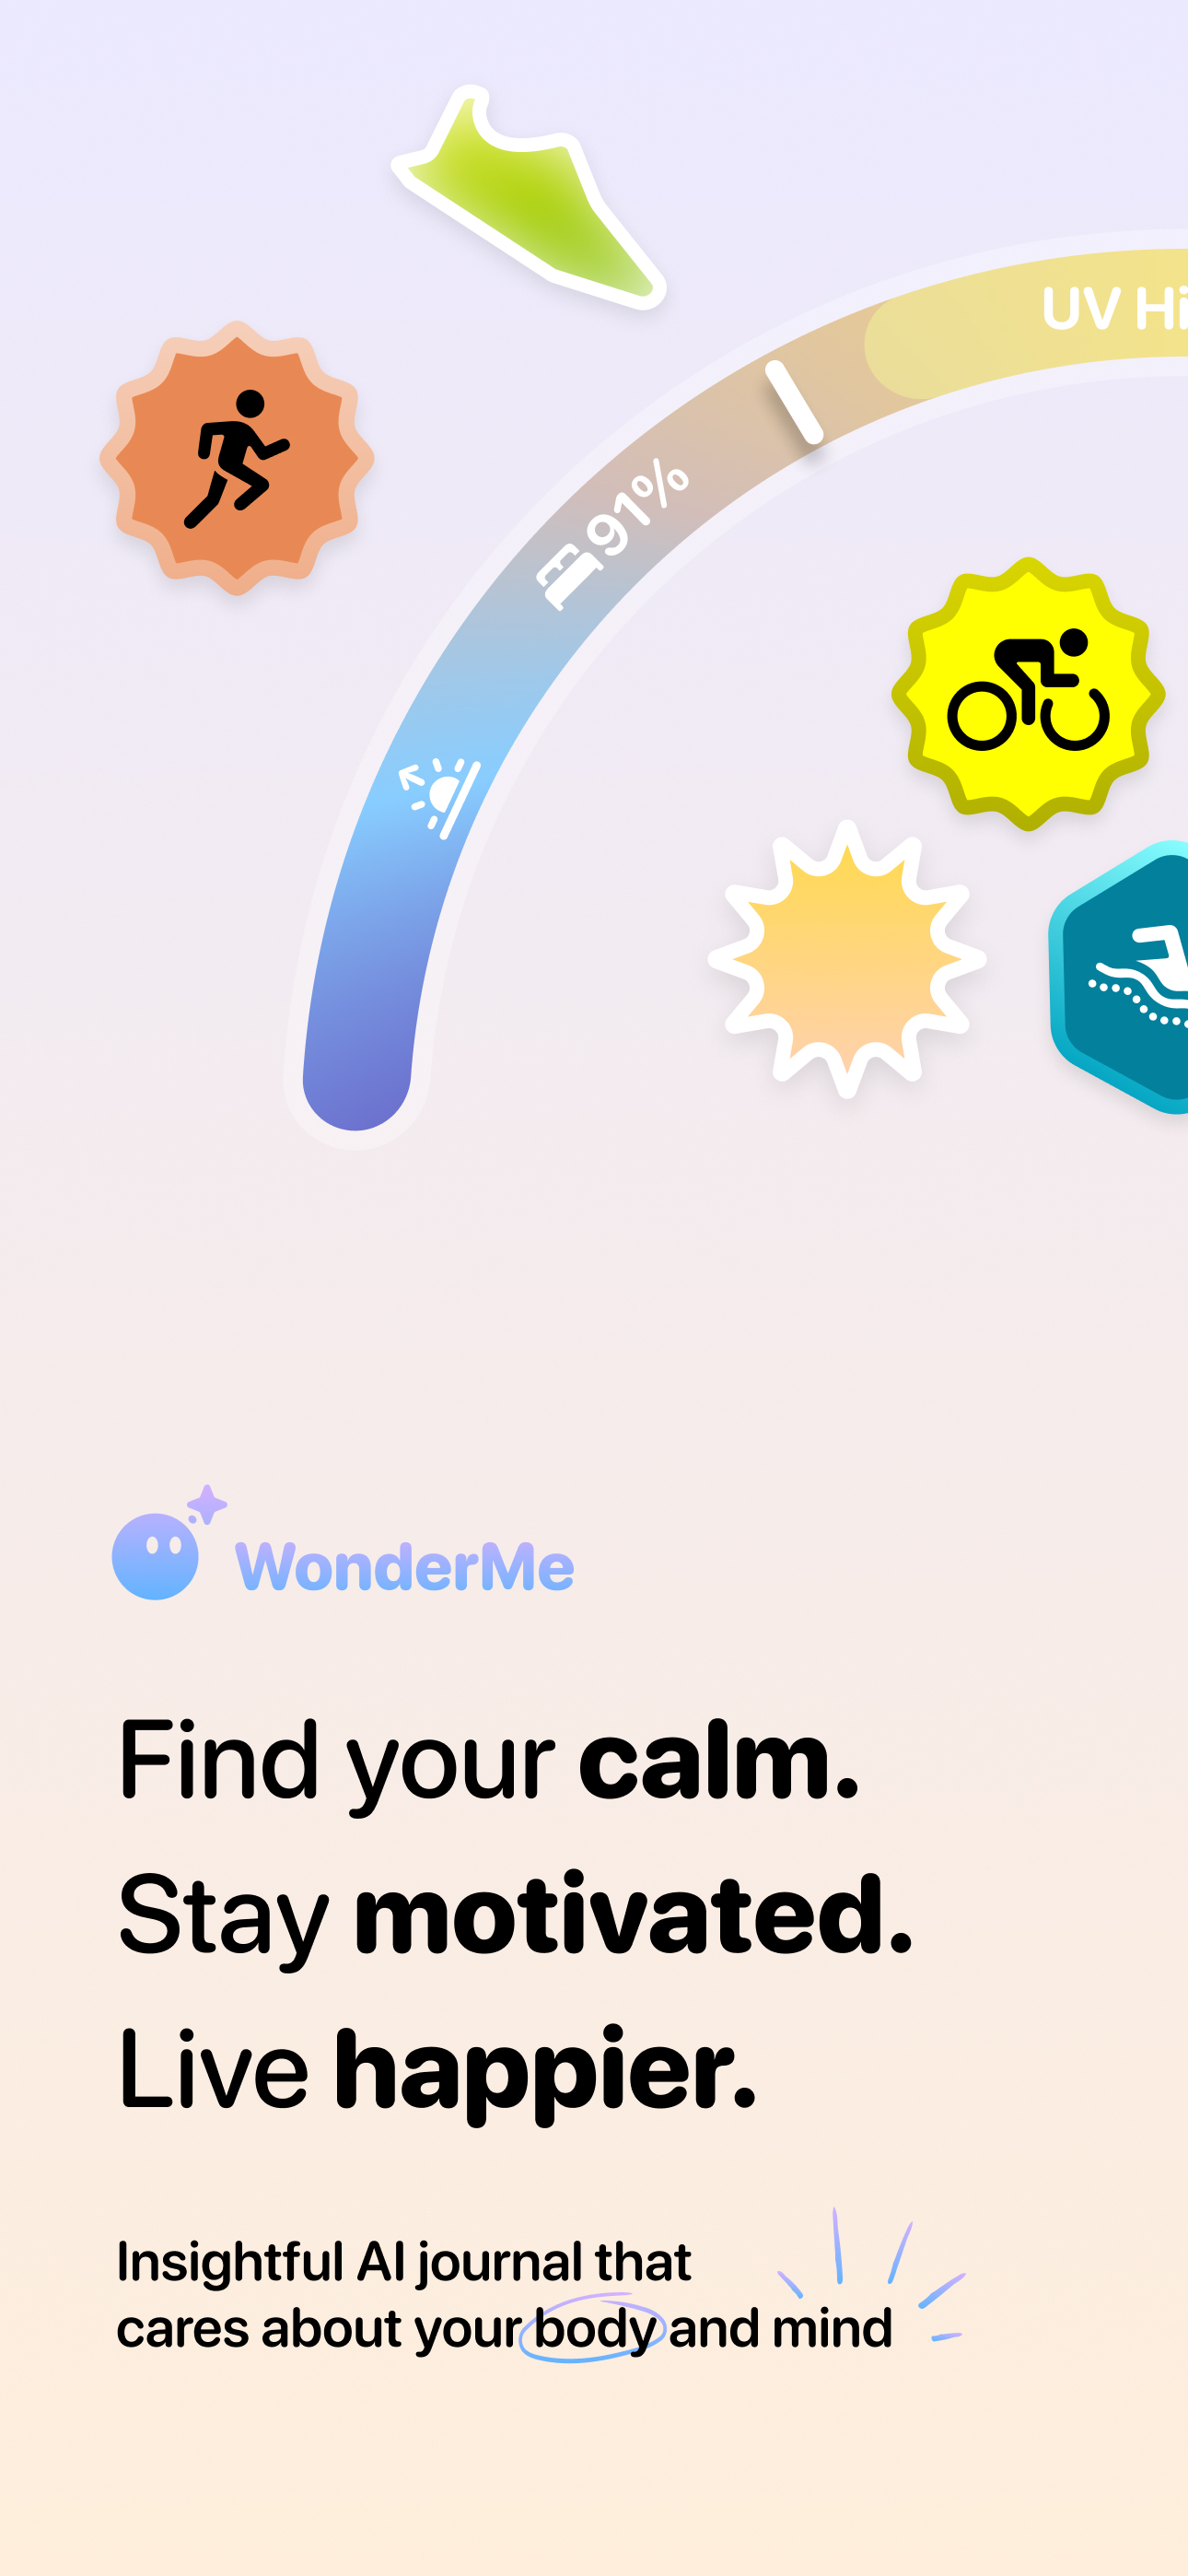 UV Hi
91%
WonderMe
Find your calm.
Stay motivated.
Live happier.
Insightful AI journal that
cares about your body and mind